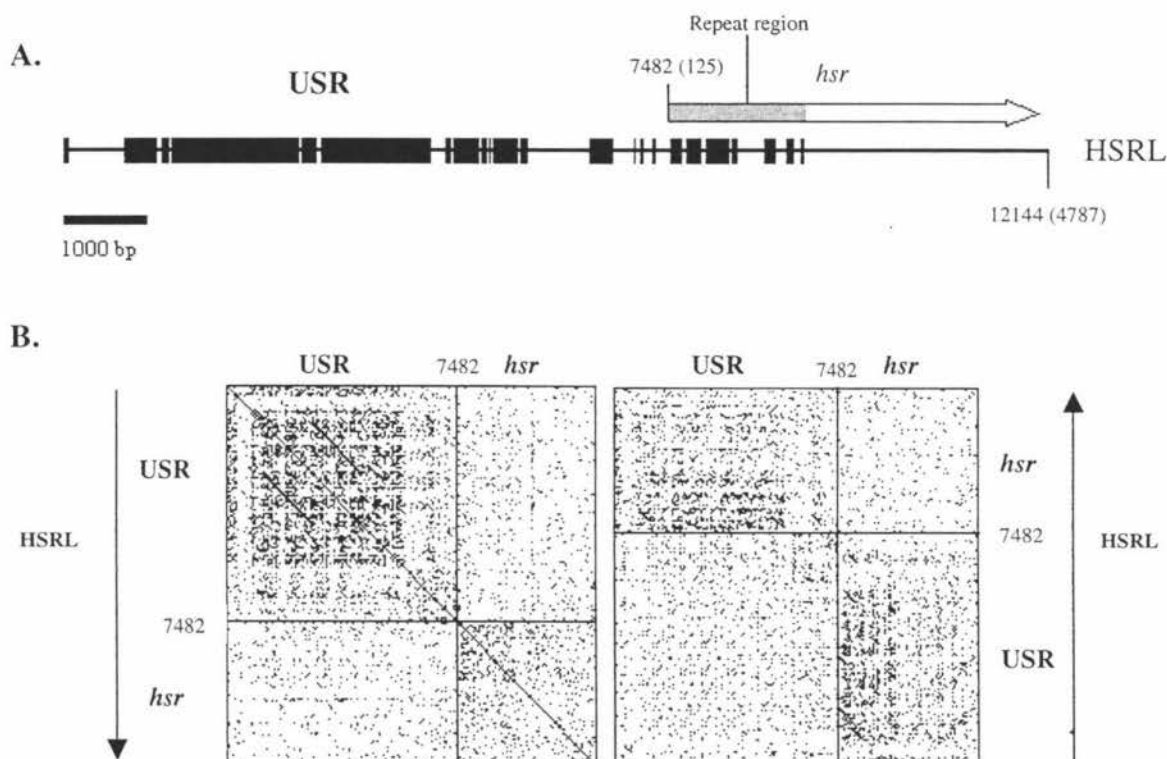 A.
Repeat region
USR
7482 (125)
hsr
HSRL
12144 (4787)
1000 bp
B.
USR 7482 hsr
USR 7482 hsr
USR
hsr
HSRL
7482
HSRL
7482
hsr
USR